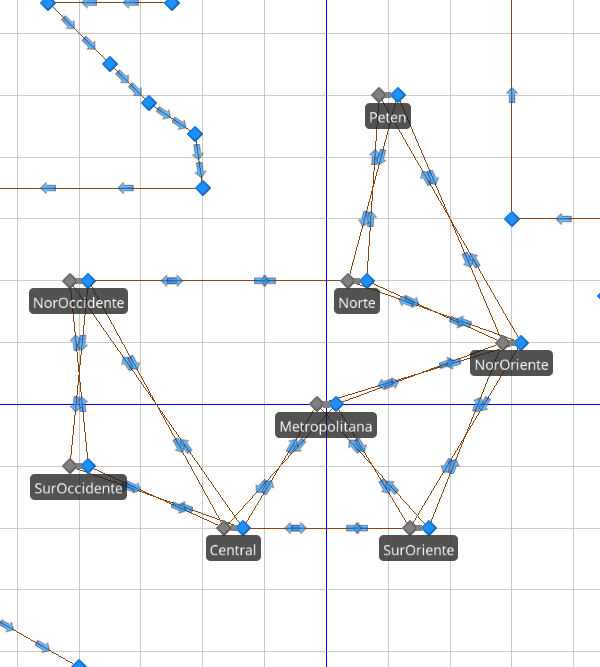 Peten
NorOccidente
Norte
NorOriente
Metropolitana
SurOccidente
Central
SurOriente